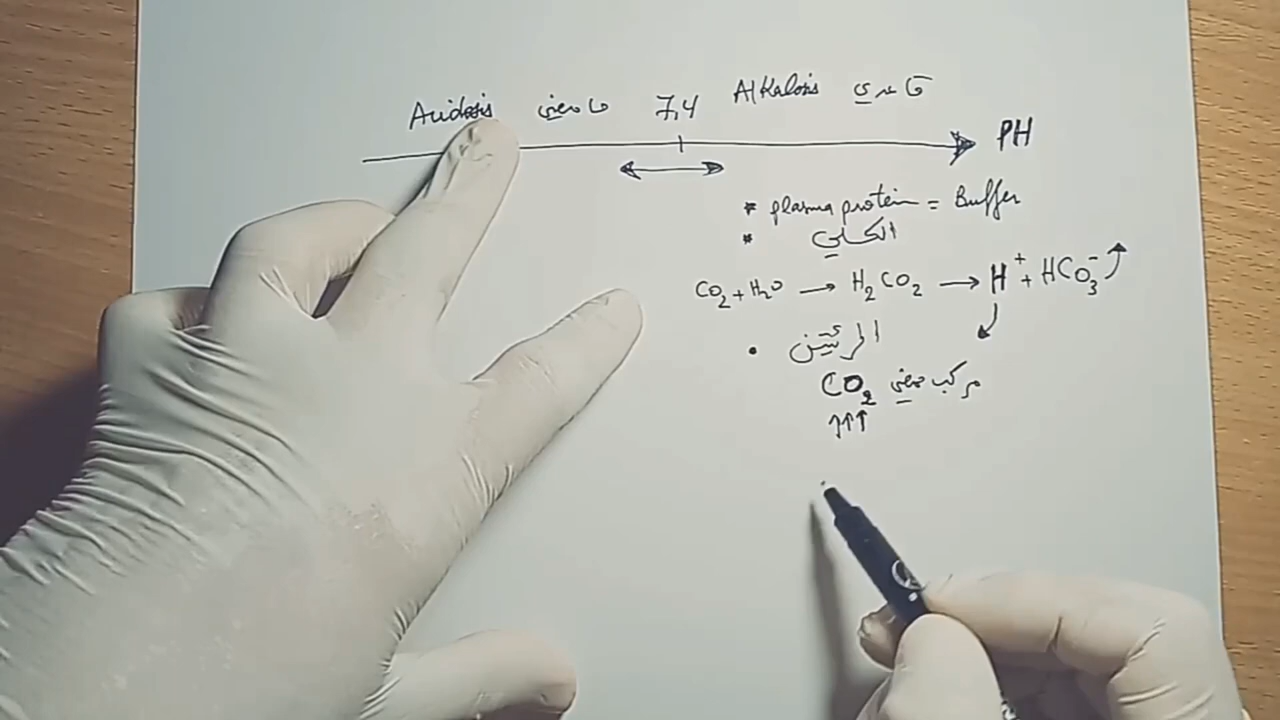 Acidosis حامضي 7,4 Alkalosis قاعدي
PH
* plasma protein = Buffer
* الكلى
CO2 + H2O → H2CO2 → H+ + HCO3-
• الرئتين
CO2 مركب حمضي
↑↑↑